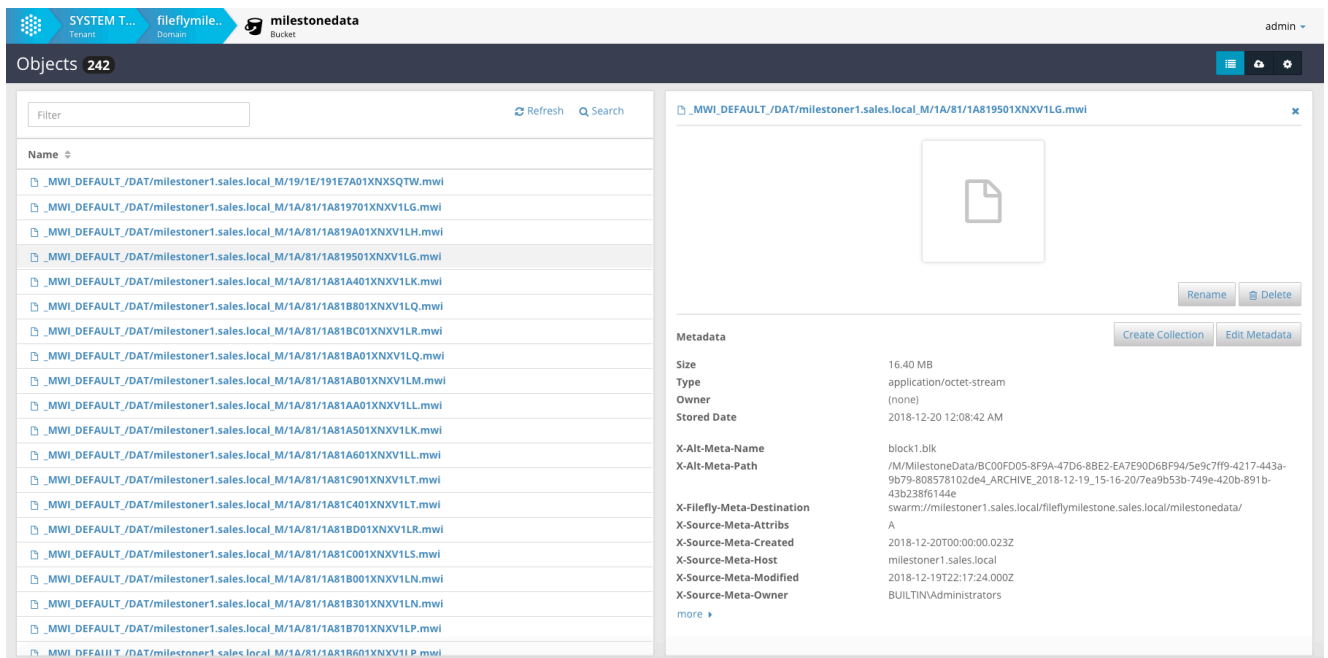 SYSTEM T...
Tenant
fileflymile..
Domain
milestonedata
Bucket
admin
Objects 242
Filter
Refresh
Search
Name
_MWI_DEFAULT_/DAT/milestoner1.sales.local_M/19/1E/191E7A01XNXSQTW.mwi
_MWI_DEFAULT_/DAT/milestoner1.sales.local_M/1A/81/1A819701XNXV1LG.mwi
_MWI_DEFAULT_/DAT/milestoner1.sales.local_M/1A/81/1A819A01XNXV1LH.mwi
_MWI_DEFAULT_/DAT/milestoner1.sales.local_M/1A/81/1A819501XNXV1LG.mwi
_MWI_DEFAULT_/DAT/milestoner1.sales.local_M/1A/81/1A81A401XNXV1LK.mwi
_MWI_DEFAULT_/DAT/milestoner1.sales.local_M/1A/81/1A81B801XNXV1LQ.mwi
_MWI_DEFAULT_/DAT/milestoner1.sales.local_M/1A/81/1A81BC01XNXV1LR.mwi
_MWI_DEFAULT_/DAT/milestoner1.sales.local_M/1A/81/1A81BA01XNXV1LQ.mwi
_MWI_DEFAULT_/DAT/milestoner1.sales.local_M/1A/81/1A81AB01XNXV1LM.mwi
_MWI_DEFAULT_/DAT/milestoner1.sales.local_M/1A/81/1A81AA01XNXV1LL.mwi
_MWI_DEFAULT_/DAT/milestoner1.sales.local_M/1A/81/1A81A501XNXV1LK.mwi
_MWI_DEFAULT_/DAT/milestoner1.sales.local_M/1A/81/1A81A601XNXV1LL.mwi
_MWI_DEFAULT_/DAT/milestoner1.sales.local_M/1A/81/1A81C901XNXV1LT.mwi
_MWI_DEFAULT_/DAT/milestoner1.sales.local_M/1A/81/1A81C401XNXV1LT.mwi
_MWI_DEFAULT_/DAT/milestoner1.sales.local_M/1A/81/1A81BD01XNXV1LR.mwi
_MWI_DEFAULT_/DAT/milestoner1.sales.local_M/1A/81/1A81C001XNXV1LS.mwi
_MWI_DEFAULT_/DAT/milestoner1.sales.local_M/1A/81/1A81B001XNXV1LN.mwi
_MWI_DEFAULT_/DAT/milestoner1.sales.local_M/1A/81/1A81B301XNXV1LN.mwi
_MWI_DEFAULT_/DAT/milestoner1.sales.local_M/1A/81/1A81B701XNXV1LP.mwi
_MWI_DEFAULT_/DAT/milestoner1.sales.local_M/1A/81/1A81B601XNXV1LP.mwi
_MWI_DEFAULT_/DAT/milestoner1.sales.local_M/1A/81/1A819501XNXV1LG.mwi
Rename
Delete
Metadata
Create Collection
Edit Metadata
Size 16.40 MB
Type application/octet-stream
Owner (none)
Stored Date 2018-12-20 12:08:42 AM
X-Alt-Meta-Name block1.blk
X-Alt-Meta-Path /M/MilestoneData/BC00FD05-8F9A-47D6-8BE2-EA7E90D6BF94/5e9c7ff9-4217-443a-
9b79-808578102de4_ARCHIVE_2018-12-19_15-16-20/7ea9b53b-749e-420b-891b-
43b238f6144e
X-Filefly-Meta-Destination swarm://milestoner1.sales.local/fileflymilestone.sales.local/milestonedata/
X-Source-Meta-Attribs A
X-Source-Meta-Created 2018-12-20T00:00:00.023Z
X-Source-Meta-Host milestoner1.sales.local
X-Source-Meta-Modified 2018-12-19T22:17:24.000Z
X-Source-Meta-Owner BUILTIN\Administrators
more